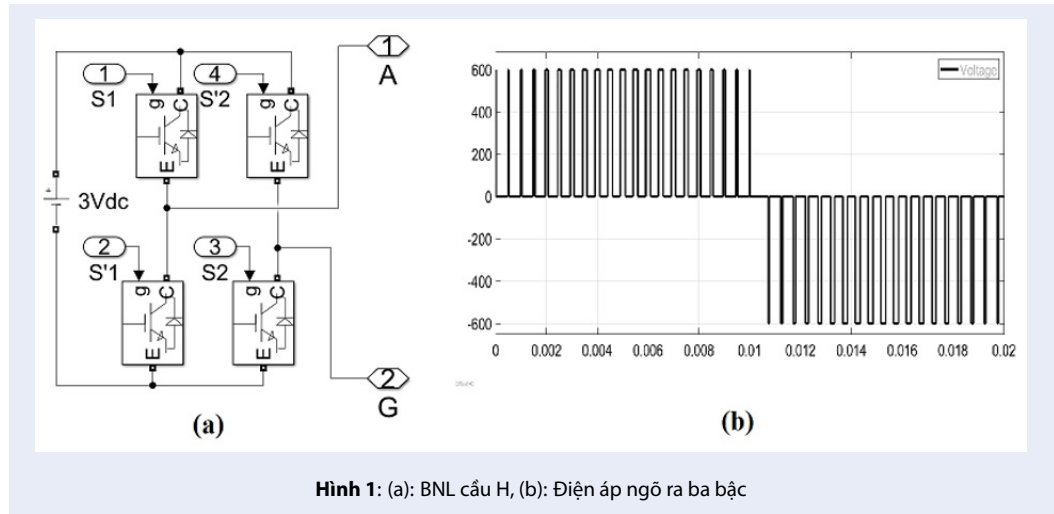 1
A
1
S1
4
S'2
g
C
g
C
E
E
3Vdc
+
2
S'1
3
S2
g
C
g
C
E
E
2
G
(a)
Voltage
600
400
200
0
-200
-400
-600
0
0.002
0.004
0.006
0.008
0.01
0.012
0.014
0.016
0.018
0.02
(b)
Hình 1: (a): BNL cầu H, (b): Điện áp ngõ ra ba bậc